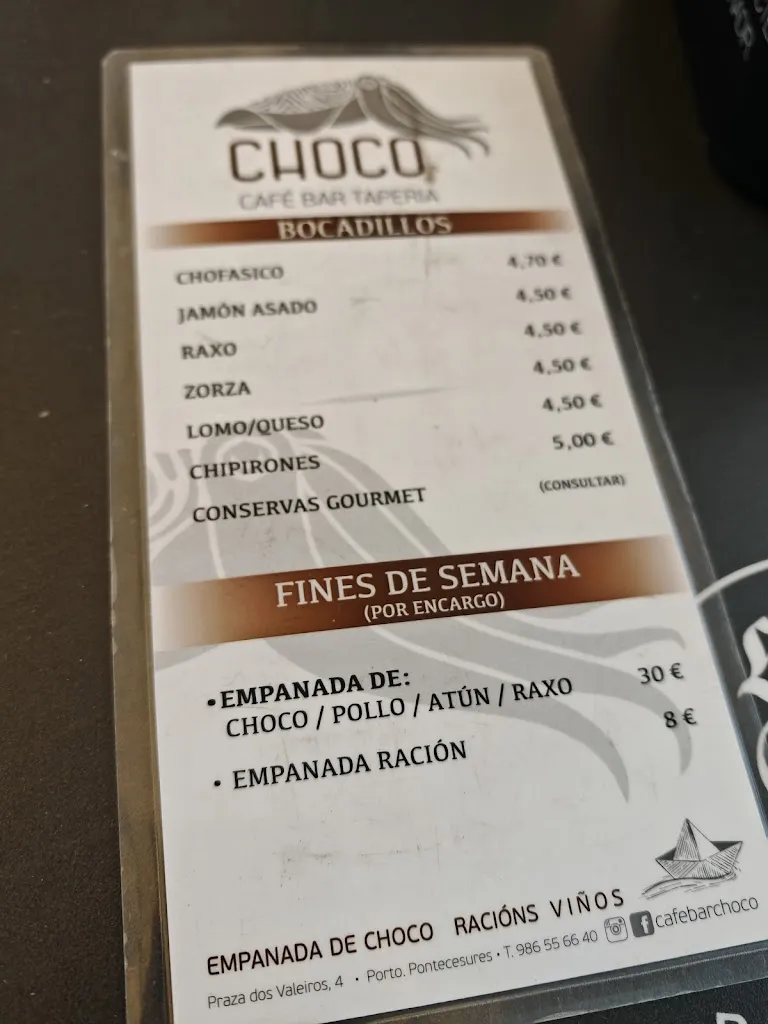 CHOCO
CAFÉ BAR TAPERIA
BOCADILLOS
CHOFASICO 4,70 €
JAMÓN ASADO 4,50 €
RAXO 4,50 €
ZORZA 4,50 €
LOMO/QUESO 4,50 €
CHIPIRONES 5,00 €
CONSERVAS GOURMET (CONSULTAR)
FINES DE SEMANA
(POR ENCARGO)
• EMPANADA DE:
CHOCO / POLLO / ATÚN / RAXO 30 €
• EMPANADA RACIÓN 8 €
EMPANADA DE CHOCO RACIÓNS VIÑOS
Praza dos Valeiros, 4 • Porto. Pontecesures • T. 986 55 66 40 f cafebarchoco